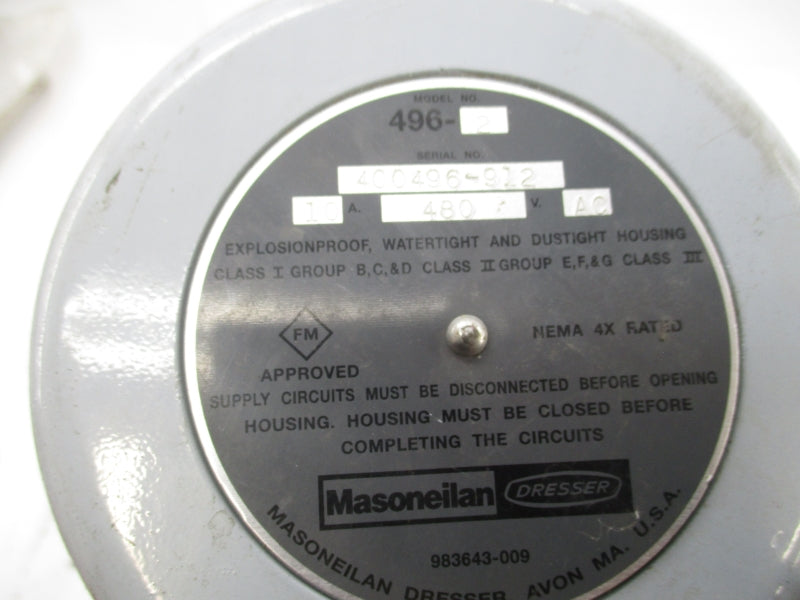 MODEL NO.
496-2
SERIAL NO.
400496-912
10 A. 480 V. AC
EXPLOSIONPROOF, WATERTIGHT AND DUSTIGHT HOUSING
CLASS I GROUP B,C,&D CLASS II GROUP E,F,&G CLASS III
FM
APPROVED
NEMA 4X RATED
SUPPLY CIRCUITS MUST BE DISCONNECTED BEFORE OPENING
HOUSING. HOUSING MUST BE CLOSED BEFORE
COMPLETING THE CIRCUITS
Masoneilan DRESSER
983643-009
MASONEILAN DRESSER, AVON MA. U.S.A.